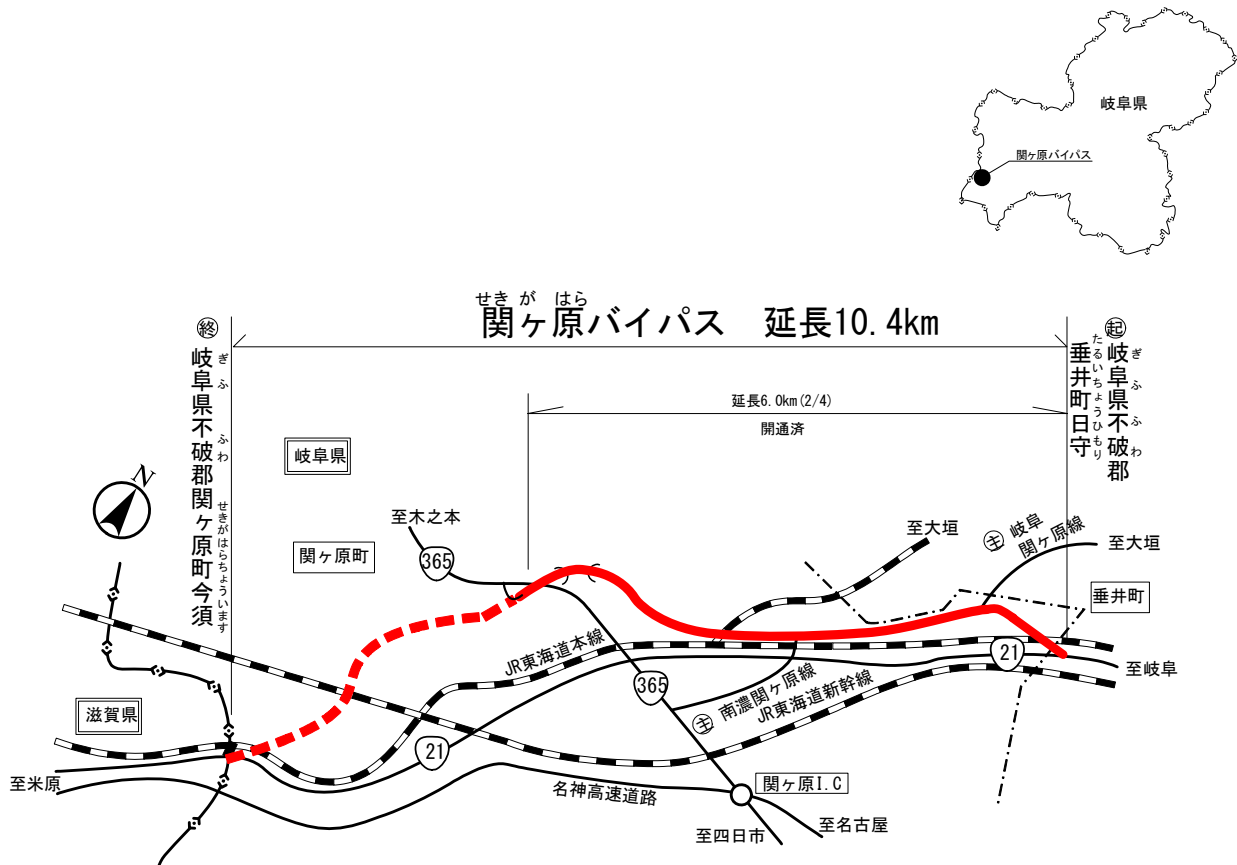 岐阜県
関ヶ原バイパス
せき が はら
関ヶ原バイパス 延長10.4km
終
岐阜県不破郡関ヶ原町今須
ぎふ ふわ せきがはらちょういます
起
岐阜県不破郡
ぎふ ふわ
垂井町日守
たるいちょうひもり
延長6.0km(2/4)
開通済
岐阜県
N
至木之本
関ヶ原町
365
至大垣
主 岐阜
関ヶ原線
至大垣
垂井町
JR東海道本線
21
至岐阜
365
主 南濃関ヶ原線
JR東海道新幹線
滋賀県
21
至米原
名神高速道路
関ヶ原I.C
至四日市
至名古屋